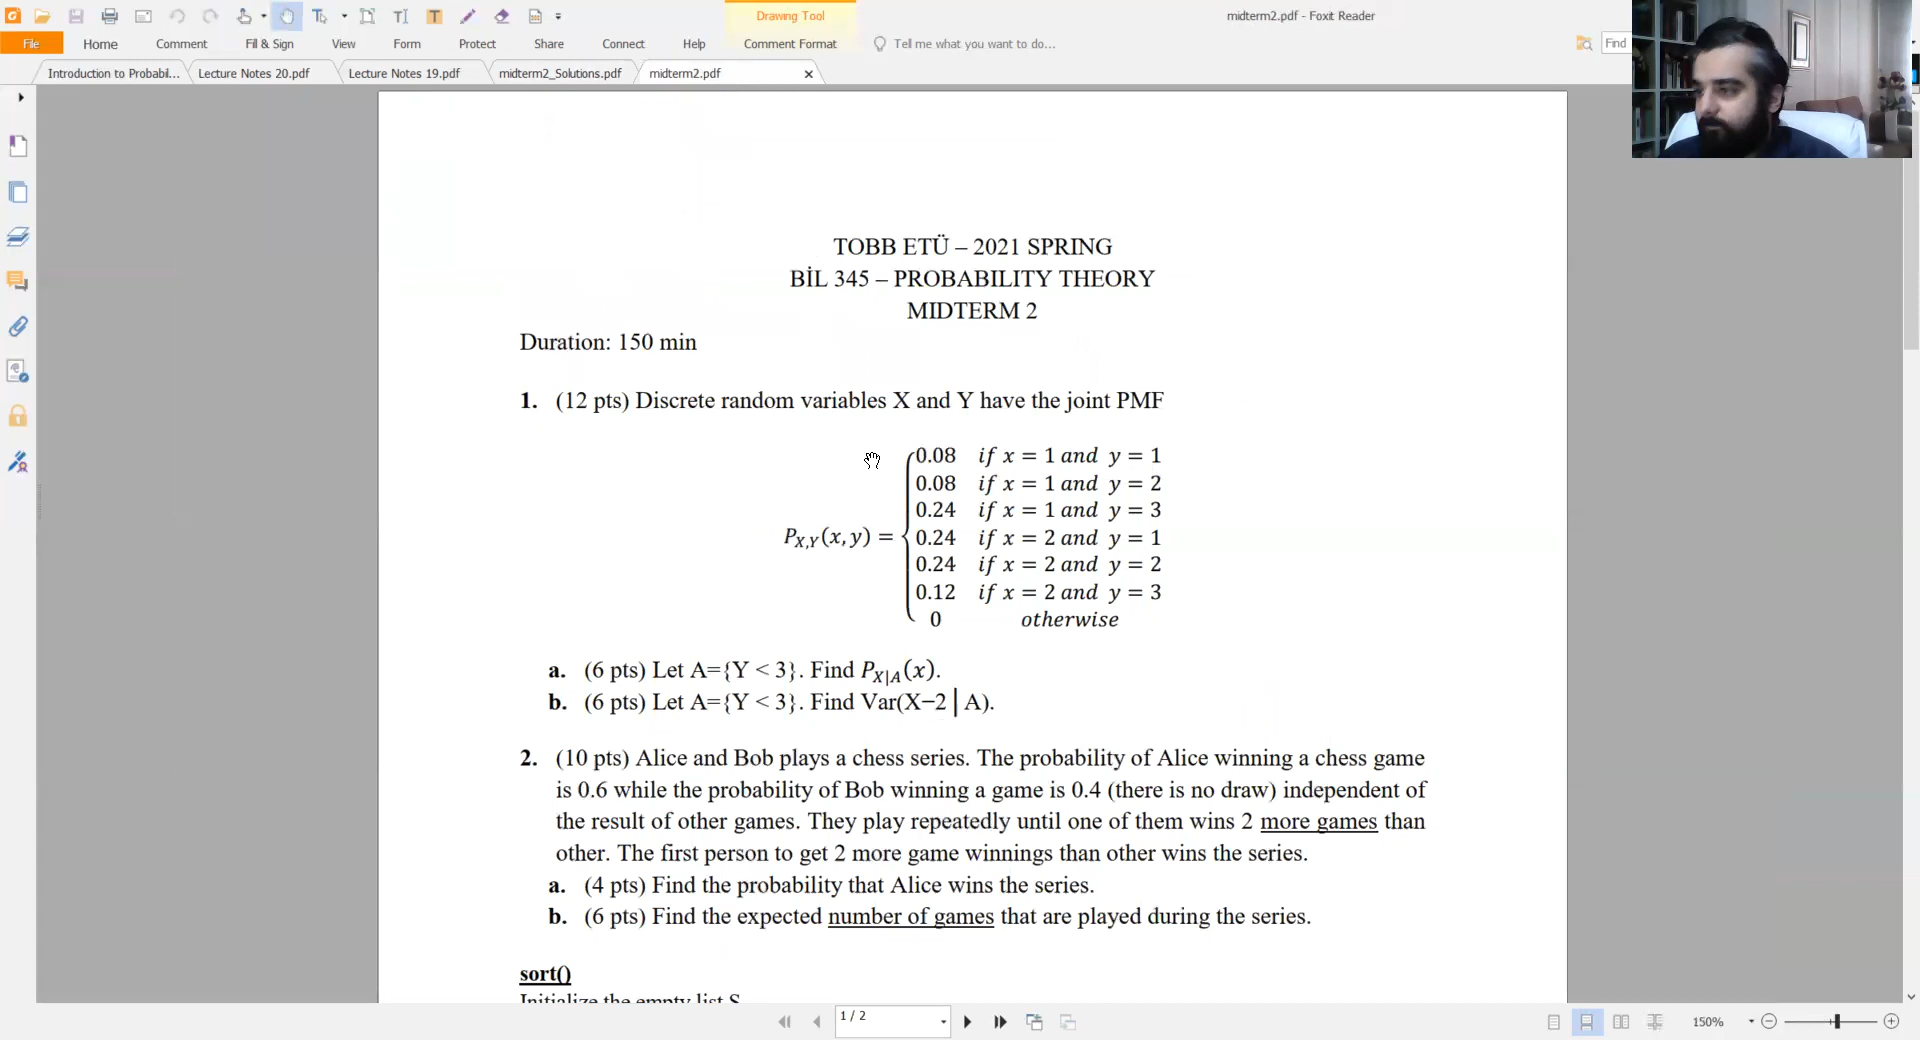 Drawing Tool
midterm2.pdf - Foxit Reader
File
Home
Comment
Fill & Sign
View
Form
Protect
Share
Connect
Help
Comment Format
Tell me what you want to do...
Find
Introduction to Probabil...
Lecture Notes 20.pdf
Lecture Notes 19.pdf
midterm2_Solutions.pdf
midterm2.pdf
TOBB ETÜ – 2021 SPRING
BİL 345 – PROBABILITY THEORY
MIDTERM 2
Duration: 150 min
1. (12 pts) Discrete random variables X and Y have the joint PMF
0.08 if x = 1 and y = 1
0.08 if x = 1 and y = 2
0.24 if x = 1 and y = 3
P_{X,Y}(x, y) = { 0.24 if x = 2 and y = 1
0.24 if x = 2 and y = 2
0.12 if x = 2 and y = 3
0 otherwise
a. (6 pts) Let A={Y < 3}. Find P_{X|A}(x).
b. (6 pts) Let A={Y < 3}. Find Var(X−2 | A).
2. (10 pts) Alice and Bob plays a chess series. The probability of Alice winning a chess game
is 0.6 while the probability of Bob winning a game is 0.4 (there is no draw) independent of
the result of other games. They play repeatedly until one of them wins 2 more games than
other. The first person to get 2 more game winnings than other wins the series.
a. (4 pts) Find the probability that Alice wins the series.
b. (6 pts) Find the expected number of games that are played during the series.
sort()
Initialize the empty list S
1 / 2
150%